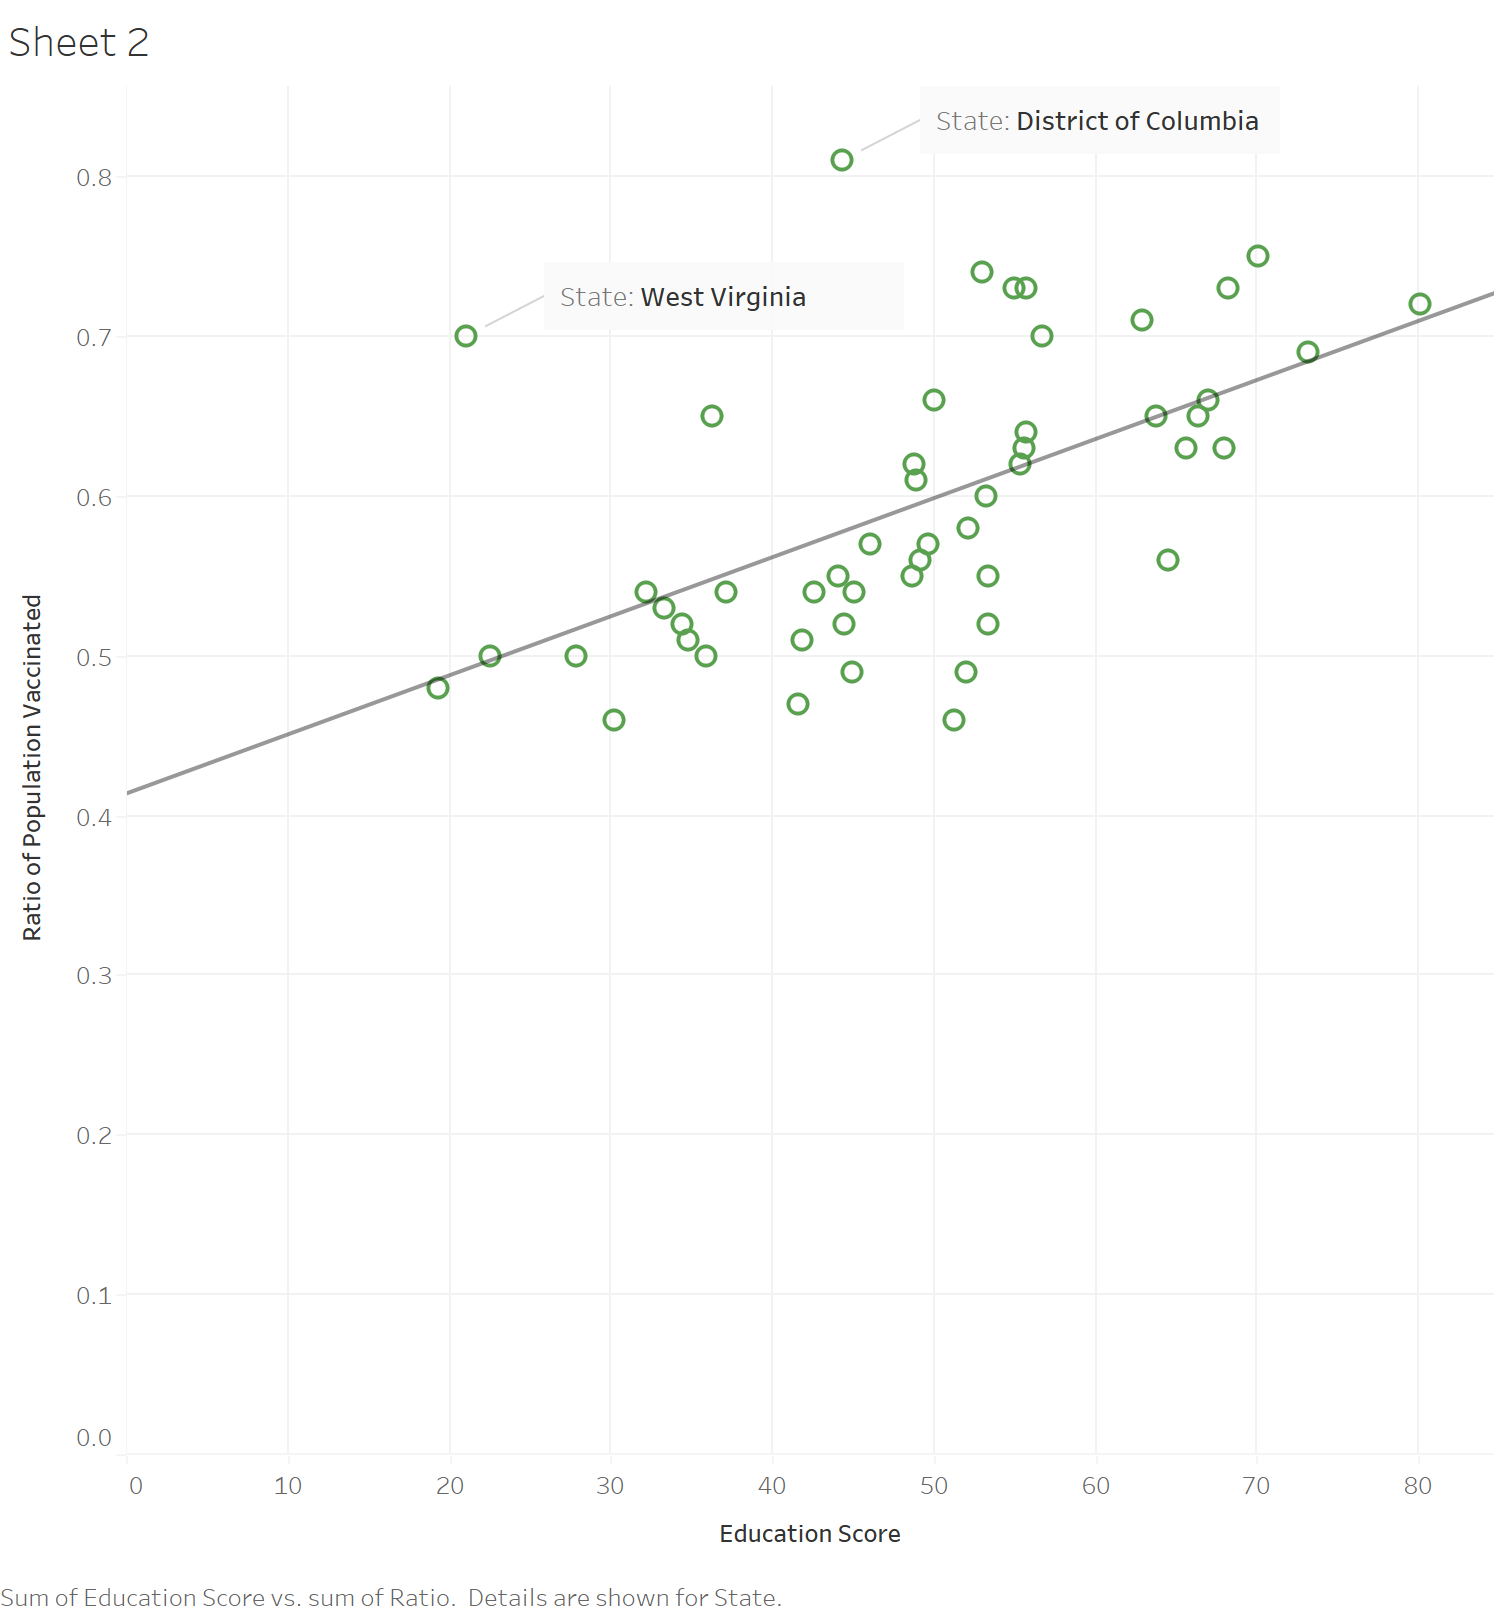 Sheet 2
State: District of Columbia
State: West Virginia
Ratio of Population Vaccinated
0.8
0.7
0.6
0.5
0.4
0.3
0.2
0.1
0.0
0 10 20 30 40 50 60 70 80
Education Score
Sum of Education Score vs. sum of Ratio. Details are shown for State.